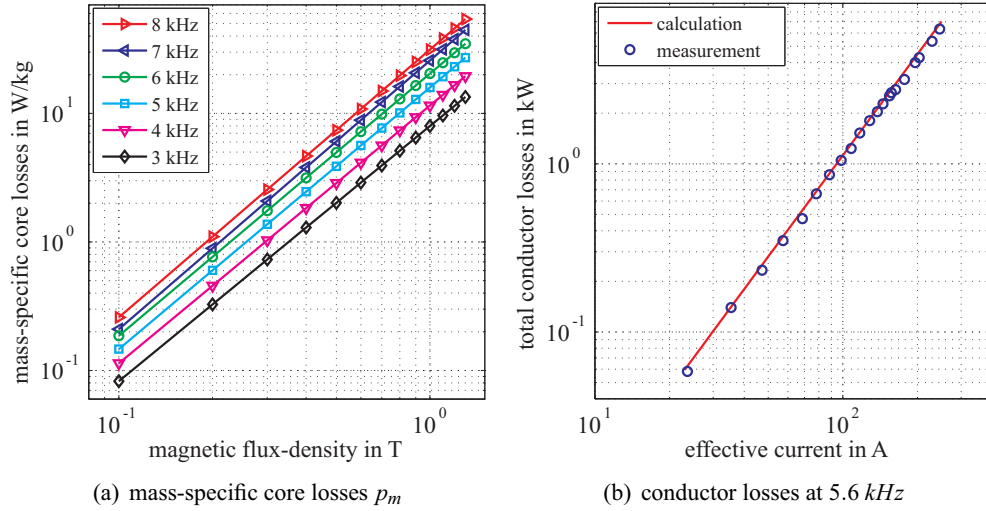 mass-specific core losses in W/kg
10^1
10^0
10^-1
8 kHz
7 kHz
6 kHz
5 kHz
4 kHz
3 kHz
10^-1
10^0
magnetic flux-density in T
(a) mass-specific core losses p_m
total conductor losses in kW
10^0
10^-1
calculation
measurement
10^1
10^2
effective current in A
(b) conductor losses at 5.6 kHz